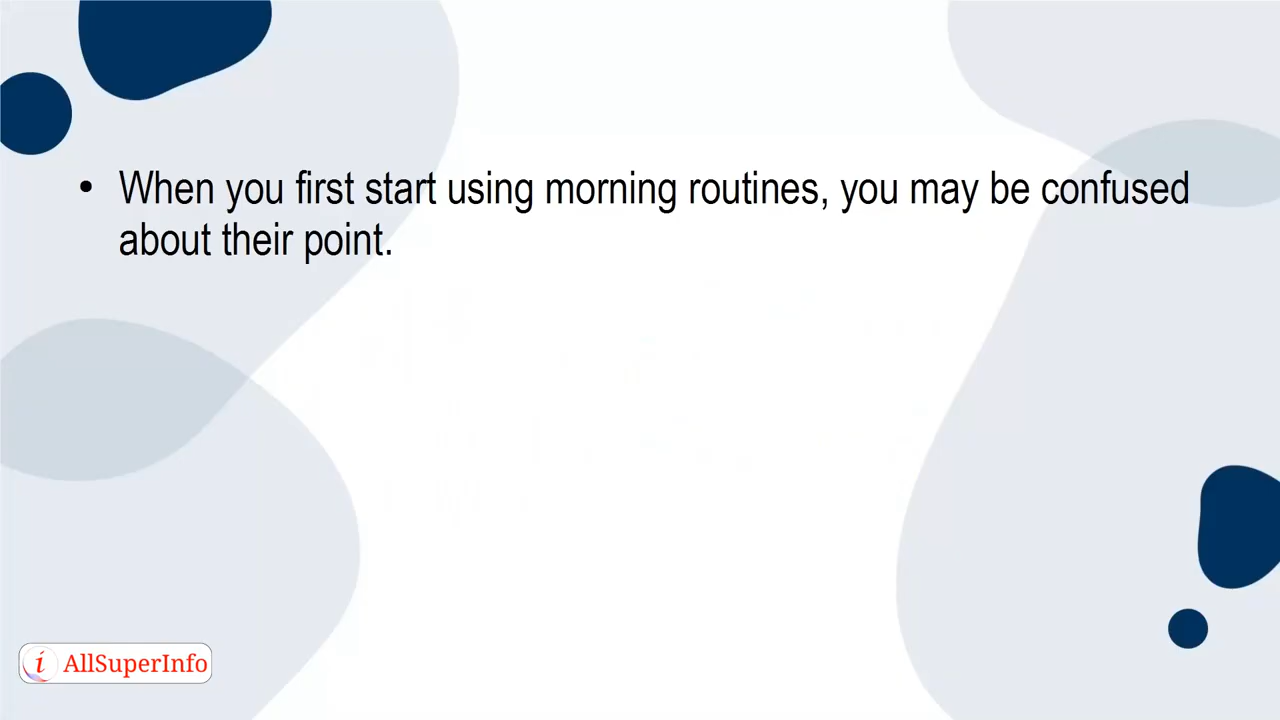 • When you first start using morning routines, you may be confused
about their point.
i AllSuperInfo